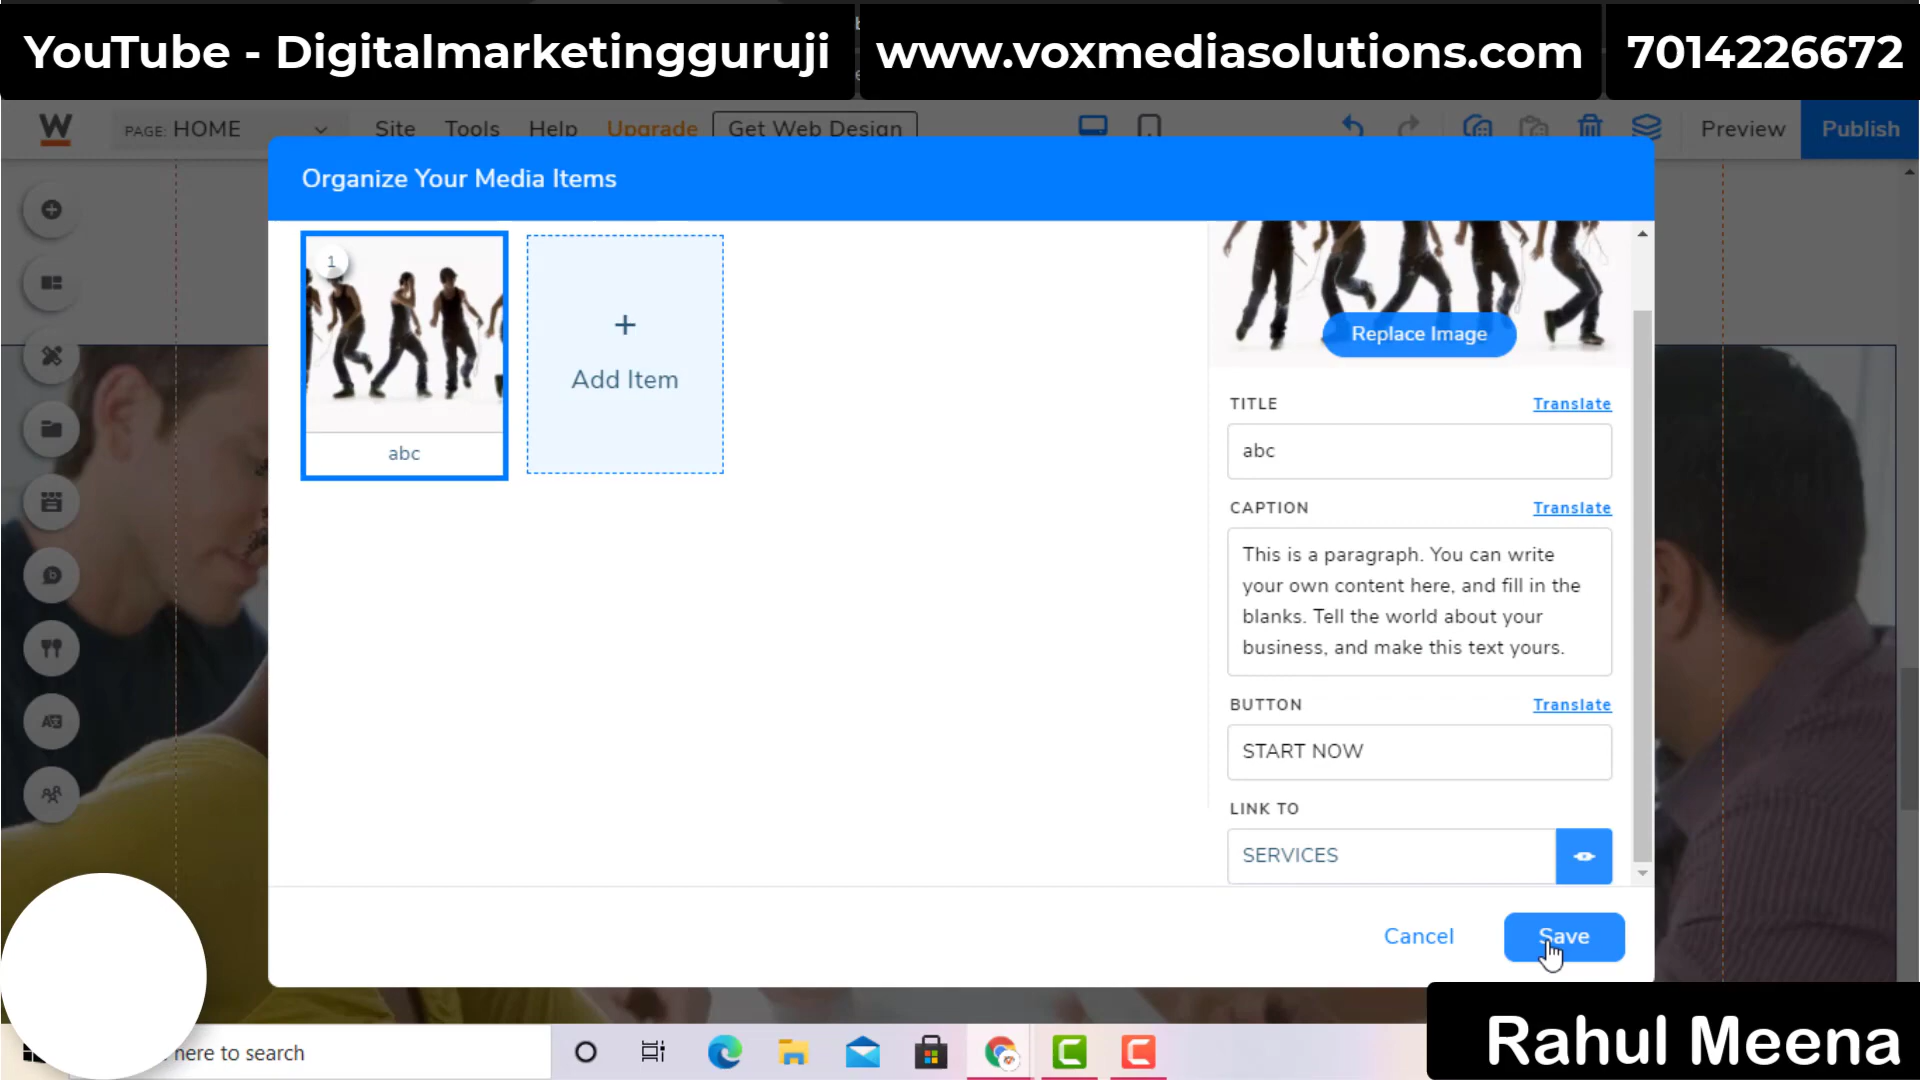 YouTube - Digitalmarketingguruji
www.voxmediasolutions.com
7014226672
W
PAGE: HOME
Site
Tools
Help
Upgrade
Get Web Design
Preview
Publish
Organize Your Media Items
1
abc
+
Add Item
Replace Image
TITLE
Translate
abc
CAPTION
Translate
This is a paragraph. You can write
your own content here, and fill in the
blanks. Tell the world about your
business, and make this text yours.
BUTTON
Translate
START NOW
LINK TO
SERVICES
Cancel
Save
here to search
Rahul Meena